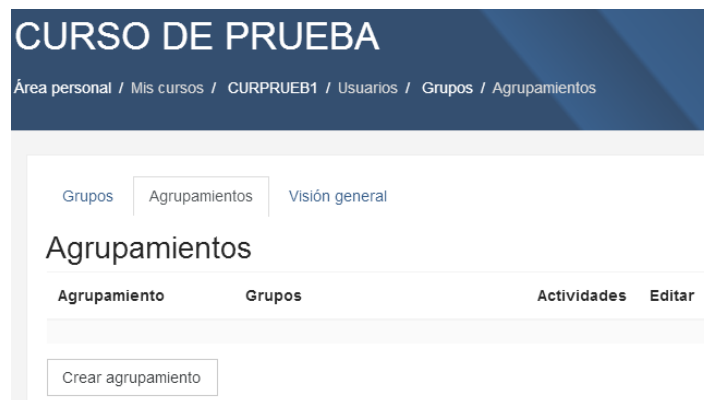 CURSO DE PRUEBA
Área personal / Mis cursos / CURPRUEB1 / Usuarios / Grupos / Agrupamientos
Grupos Agrupamientos Visión general
Agrupamientos
Agrupamiento Grupos Actividades Editar
Crear agrupamiento